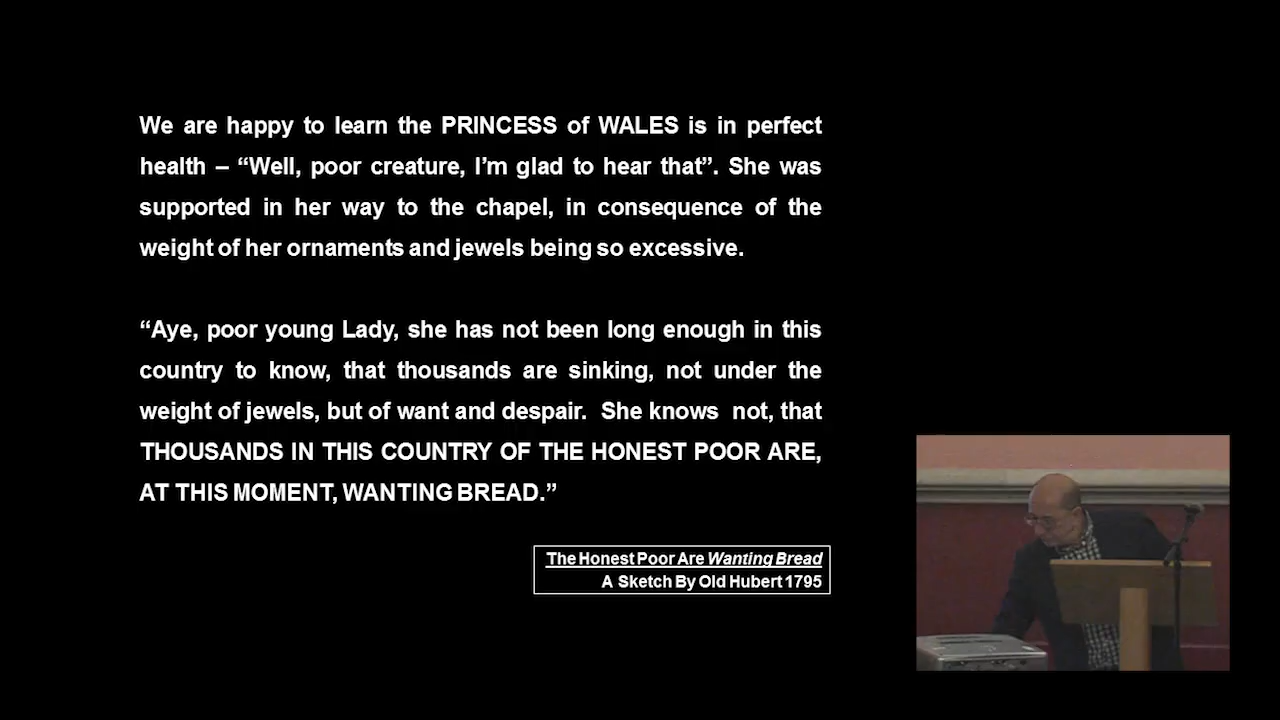 We are happy to learn the PRINCESS of WALES is in perfect
health – “Well, poor creature, I’m glad to hear that”. She was
supported in her way to the chapel, in consequence of the
weight of her ornaments and jewels being so excessive.
“Aye, poor young Lady, she has not been long enough in this
country to know, that thousands are sinking, not under the
weight of jewels, but of want and despair. She knows not, that
THOUSANDS IN THIS COUNTRY OF THE HONEST POOR ARE,
AT THIS MOMENT, WANTING BREAD.”
The Honest Poor Are Wanting Bread
A Sketch By Old Hubert 1795